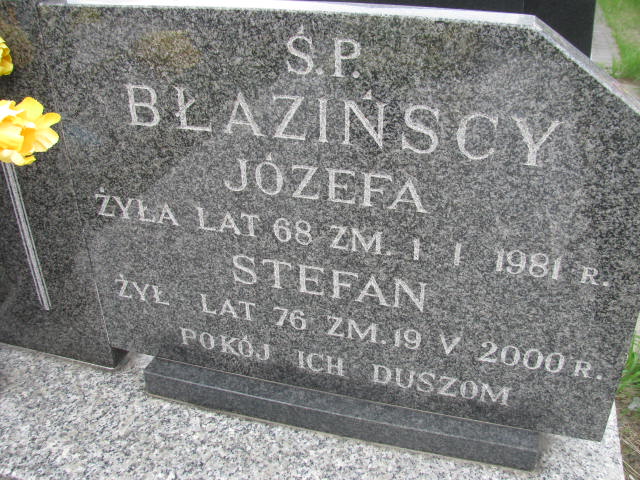 Ś.P.
BŁAZIŃSCY
JÓZEFA
ŻYŁA LAT 68 ZM. 1 I 1981 R.
STEFAN
ŻYŁ LAT 76 ZM. 19 V 2000 R.
POKÓJ ICH DUSZOM